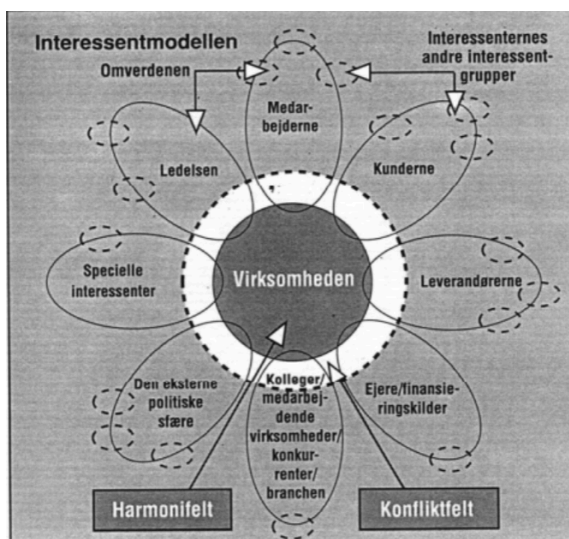 Interessentmodellen
Omverdenen
Interessenternes
andre interessent-
grupper
Medar-
bejderne
Ledelsen
Kunderne
Specielle
interessenter
Virksomheden
Leverandørerne
Den eksterne
politiske
sfære
Kolleger/
medarbej-
dende
virksomheder/
konkur-
renter/
branchen
Ejere/finansie-
ringskilder
Harmonifelt
Konfliktfelt